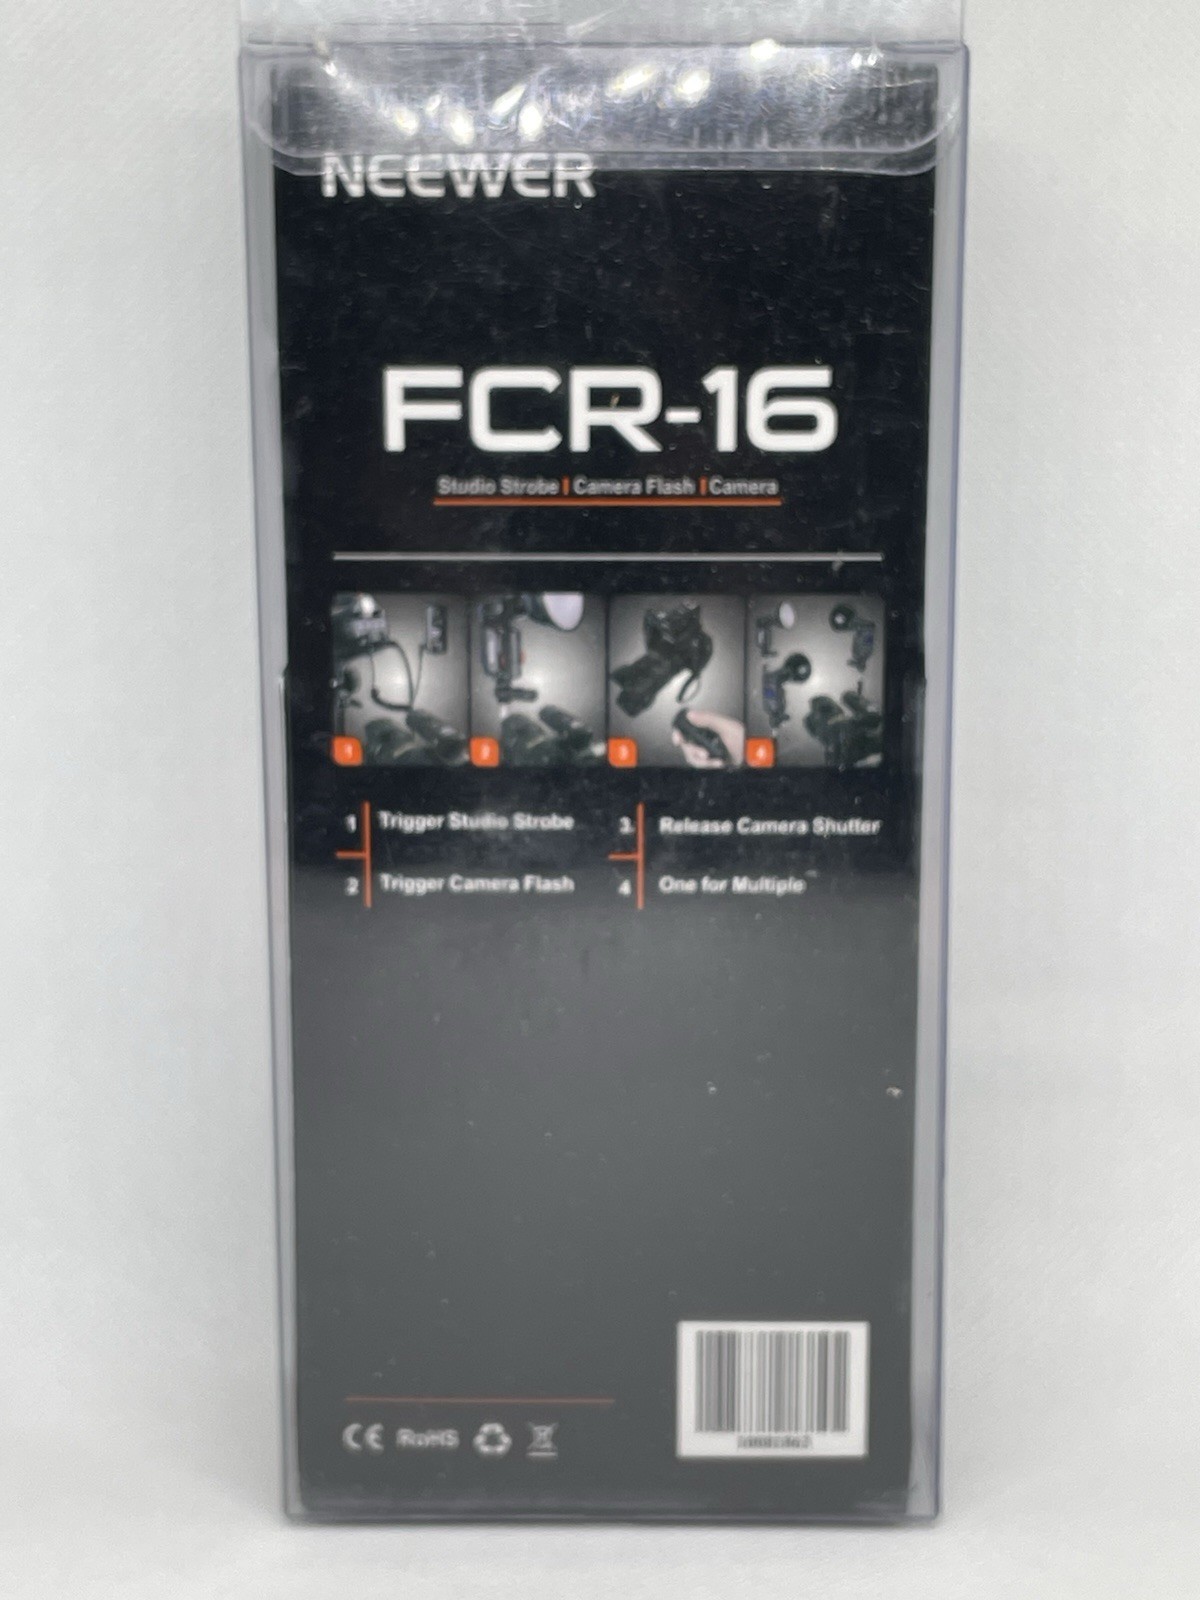 NEEWER
FCR-16
Studio Strobe | Camera Flash | Camera
1 2 3 4
1 Trigger Studio Strobe
2 Trigger Camera Flash
3 Release Camera Shutter
4 One for Multiple
CE RoHS